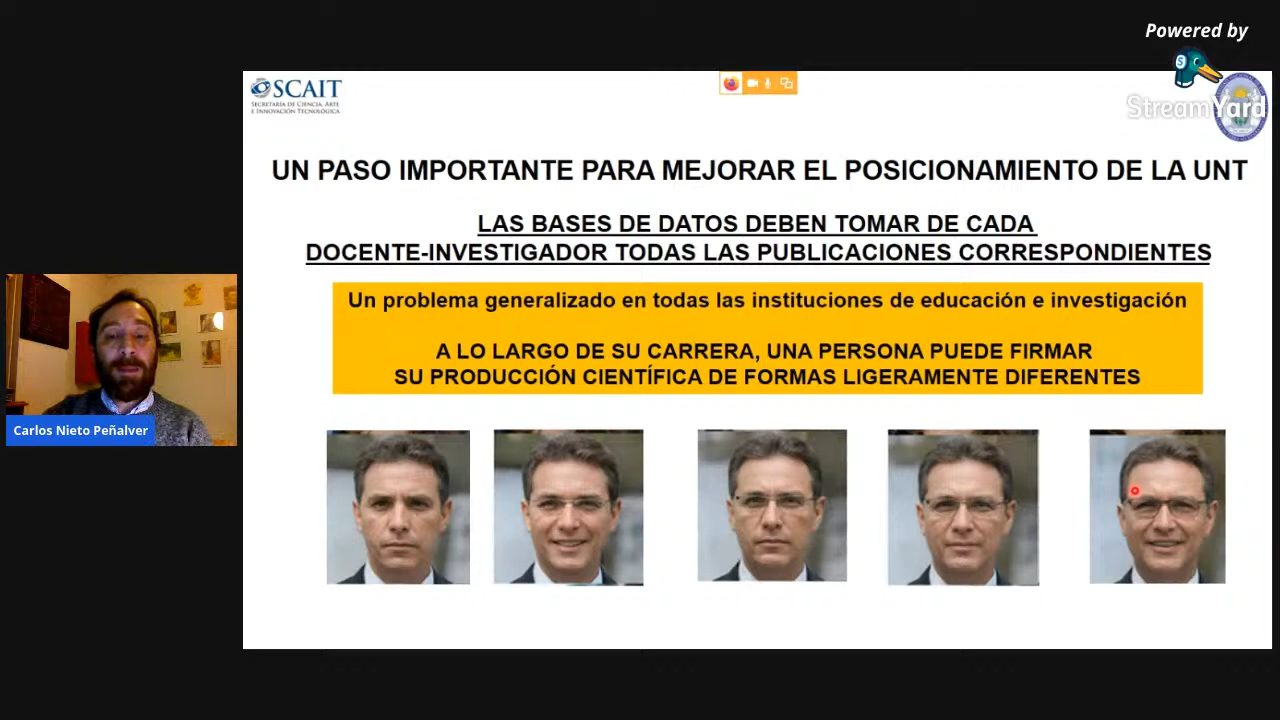 Powered by
StreamYard
SCAIT
SECRETARÍA DE CIENCIA, ARTE
E INNOVACIÓN TECNOLÓGICA
UN PASO IMPORTANTE PARA MEJORAR EL POSICIONAMIENTO DE LA UNT
LAS BASES DE DATOS DEBEN TOMAR DE CADA
DOCENTE-INVESTIGADOR TODAS LAS PUBLICACIONES CORRESPONDIENTES
Un problema generalizado en todas las instituciones de educación e investigación
A LO LARGO DE SU CARRERA, UNA PERSONA PUEDE FIRMAR
SU PRODUCCIÓN CIENTÍFICA DE FORMAS LIGERAMENTE DIFERENTES
Carlos Nieto Peñalver